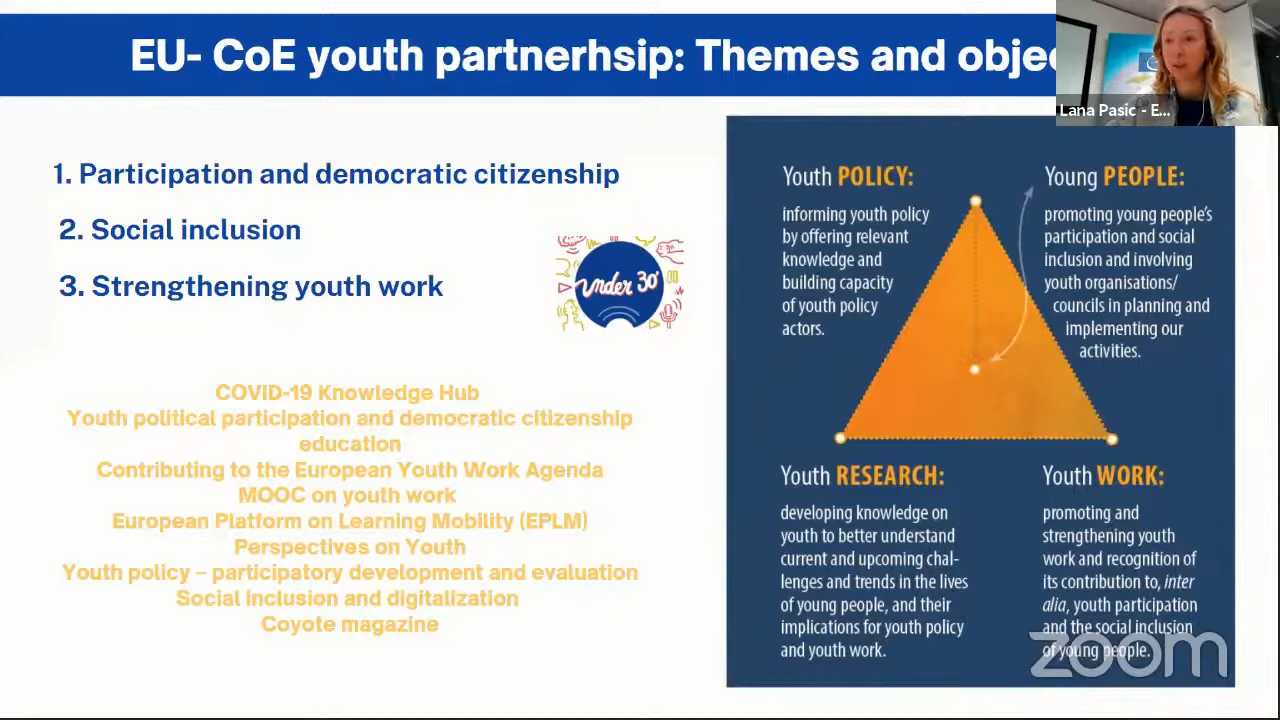 EU- CoE youth partnerhsip: Themes and objec
Lana Pasic - E...
1. Participation and democratic citizenship
2. Social inclusion
3. Strengthening youth work
under 30'
COVID-19 Knowledge Hub
Youth political participation and democratic citizenship
education
Contributing to the European Youth Work Agenda
MOOC on youth work
European Platform on Learning Mobility (EPLM)
Perspectives on Youth
Youth policy – participatory development and evaluation
Social inclusion and digitalization
Coyote magazine
Youth POLICY:
informing youth policy
by offering relevant
knowledge and
building capacity
of youth policy
actors.
Young PEOPLE:
promoting young people's
participation and social
inclusion and involving
youth organisations/
councils in planning and
implementing our
activities.
Youth RESEARCH:
developing knowledge on
youth to better understand
current and upcoming chal-
lenges and trends in the lives
of young people, and their
implications for youth policy
and youth work.
Youth WORK:
promoting and
strengthening youth
work and recognition of
its contribution to, inter
alia, youth participation
and the social inclusion
of young people.
zoom